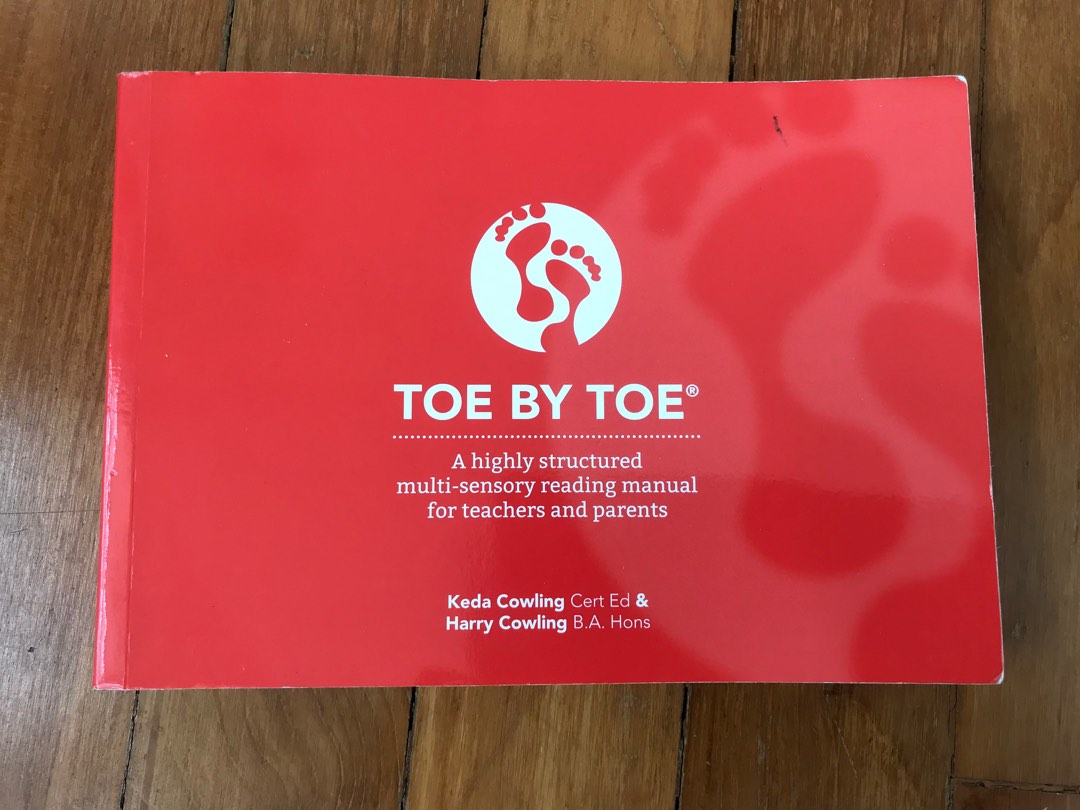 TOE BY TOE®
A highly structured
multi-sensory reading manual
for teachers and parents
Keda Cowling Cert Ed &
Harry Cowling B.A. Hons